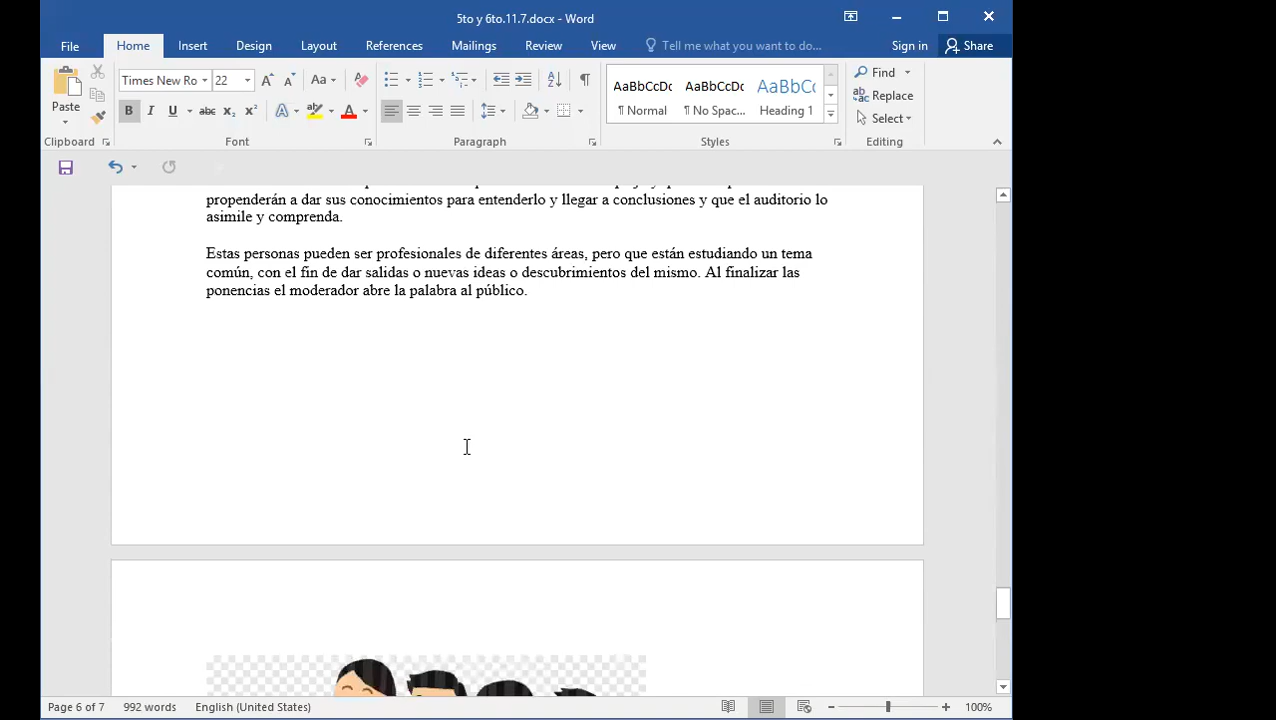 5to y 6to.11.7.docx - Word
File Home Insert Design Layout References Mailings Review View Tell me what you want to do... Sign in Share
Times New Ro 22 Aa
AaBbCcDc AaBbCcDc AaBbCc
Find
Replace
Select
Paste
B I U abc x₂ x² A ab A
¶ Normal ¶ No Spac... Heading 1
Clipboard Font Paragraph Styles Editing
propenderán a dar sus conocimientos para entenderlo y llegar a conclusiones y que el auditorio lo
asimile y comprenda.
Estas personas pueden ser profesionales de diferentes áreas, pero que están estudiando un tema
común, con el fin de dar salidas o nuevas ideas o descubrimientos del mismo. Al finalizar las
ponencias el moderador abre la palabra al público.
Page 6 of 7 992 words English (United States) 100%